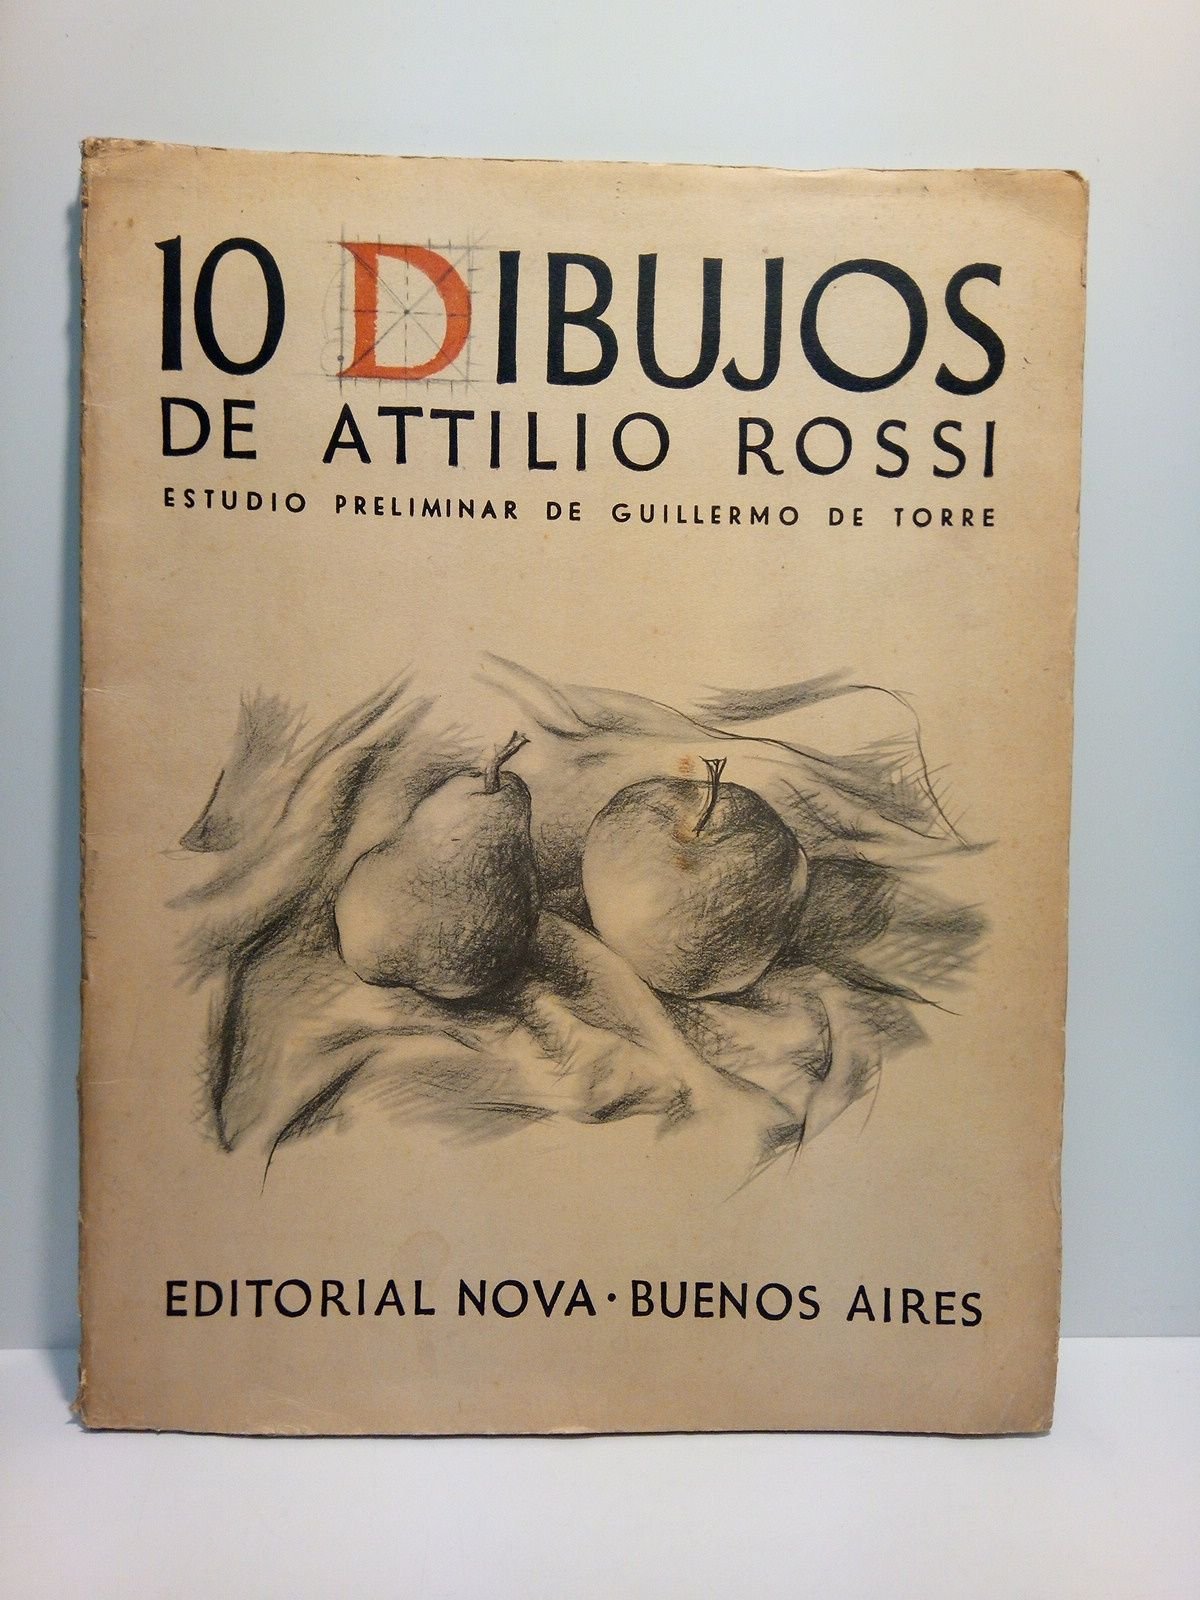 10 DIBUJOS
DE ATTILIO ROSSI
ESTUDIO PRELIMINAR DE GUILLERMO DE TORRE
EDITORIAL NOVA · BUENOS AIRES